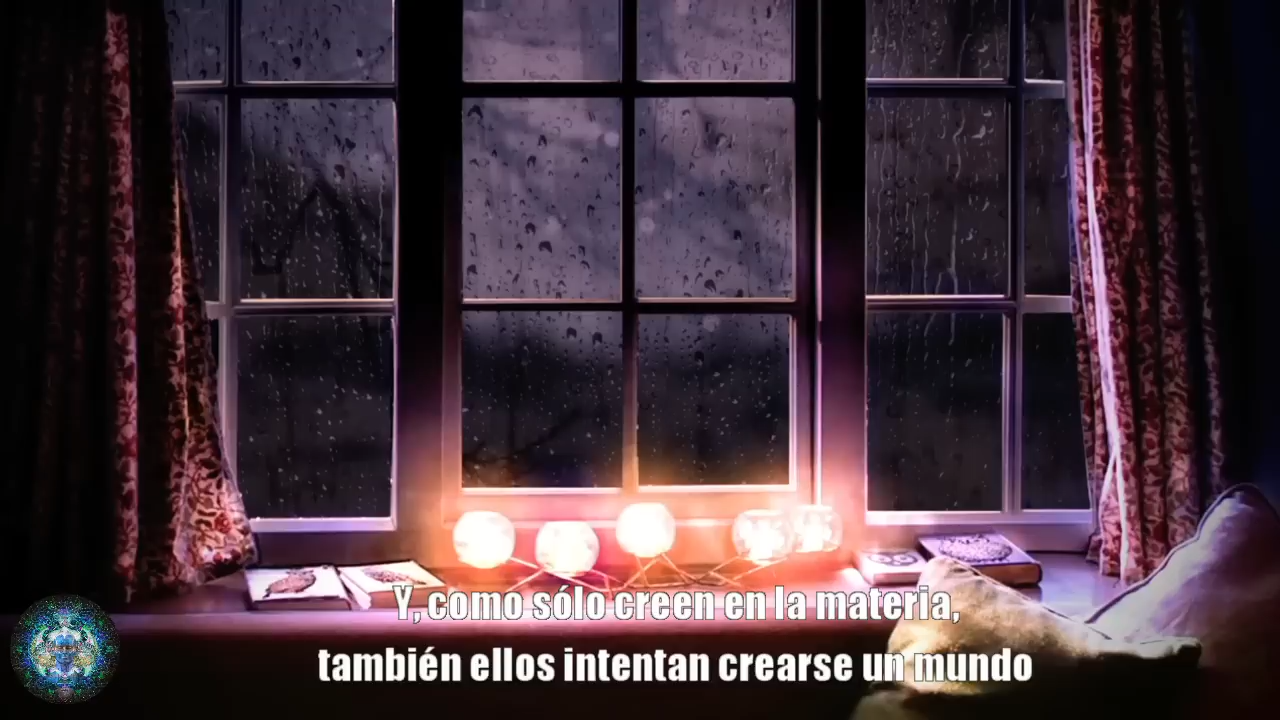 Y, como sólo creen en la materia,
también ellos intentan crearse un mundo